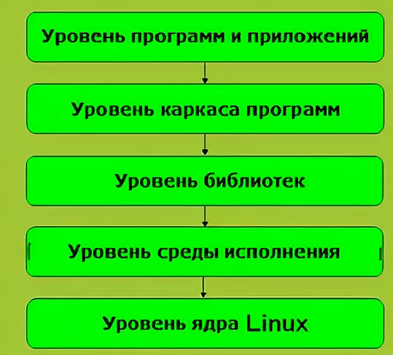 Уровень программ и приложений
Уровень каркаса программ
Уровень библиотек
Уровень среды исполнения
Уровень ядра Linux